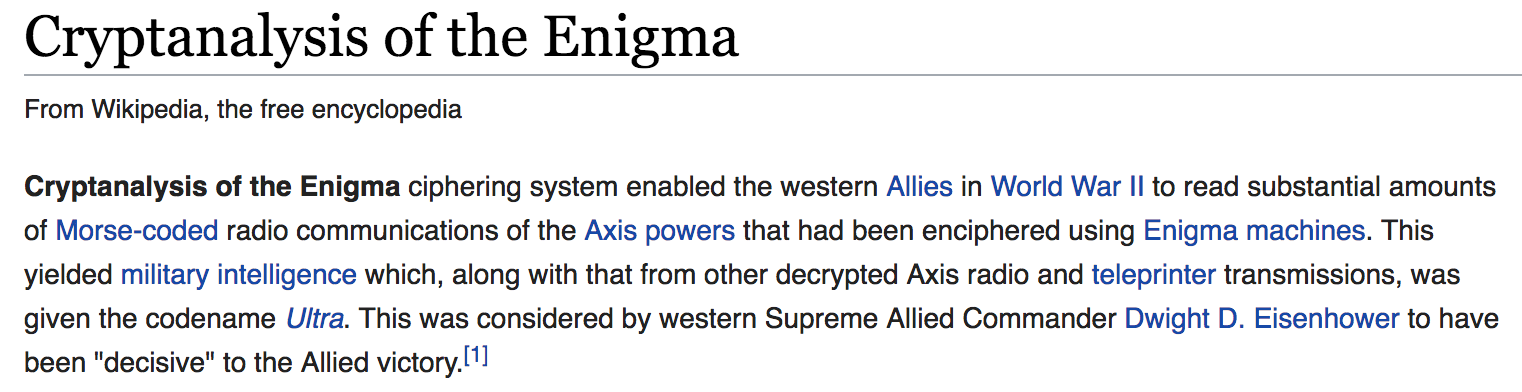 Cryptanalysis of the Enigma
From Wikipedia, the free encyclopedia
Cryptanalysis of the Enigma ciphering system enabled the western Allies in World War II to read substantial amounts
of Morse-coded radio communications of the Axis powers that had been enciphered using Enigma machines. This
yielded military intelligence which, along with that from other decrypted Axis radio and teleprinter transmissions, was
given the codename Ultra. This was considered by western Supreme Allied Commander Dwight D. Eisenhower to have
been "decisive" to the Allied victory.[1]